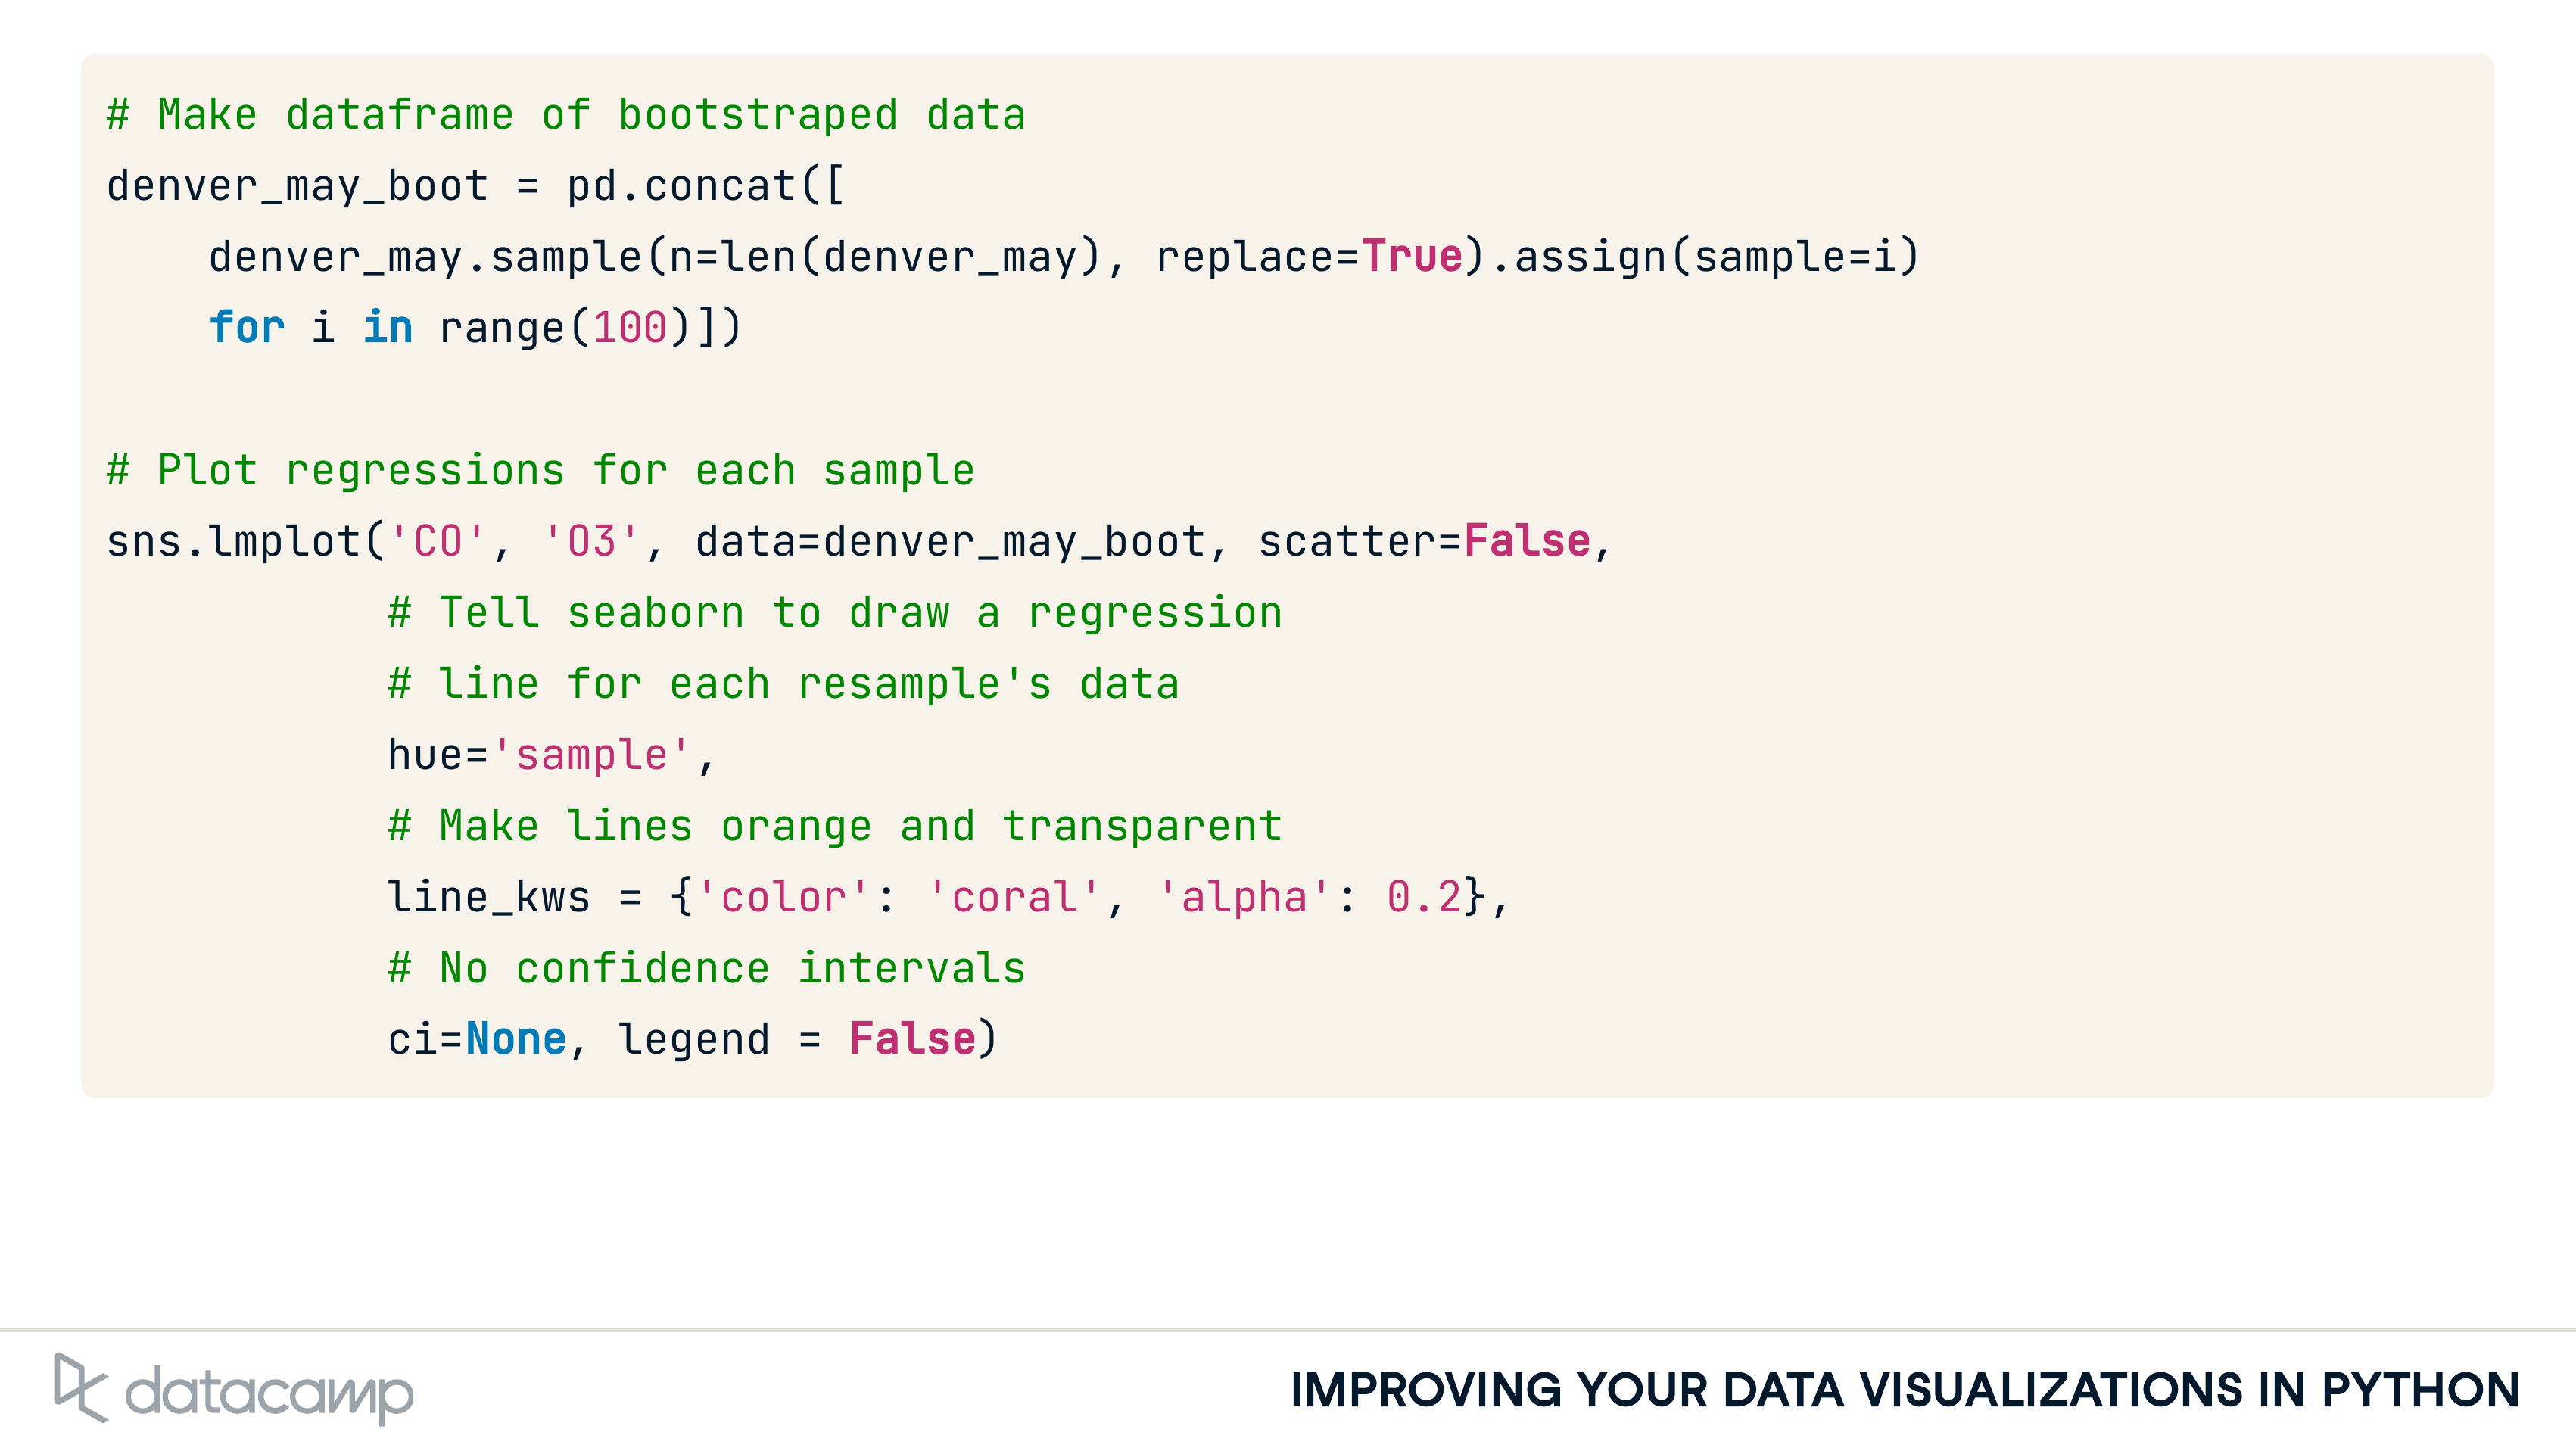 # Make dataframe of bootstraped data
denver_may_boot = pd.concat([
    denver_may.sample(n=len(denver_may), replace=True).assign(sample=i)
    for i in range(100)])

# Plot regressions for each sample
sns.lmplot('CO', 'O3', data=denver_may_boot, scatter=False,
           # Tell seaborn to draw a regression
           # line for each resample's data
           hue='sample',
           # Make lines orange and transparent
           line_kws = {'color': 'coral', 'alpha': 0.2},
           # No confidence intervals
           ci=None, legend = False)
datacamp
IMPROVING YOUR DATA VISUALIZATIONS IN PYTHON